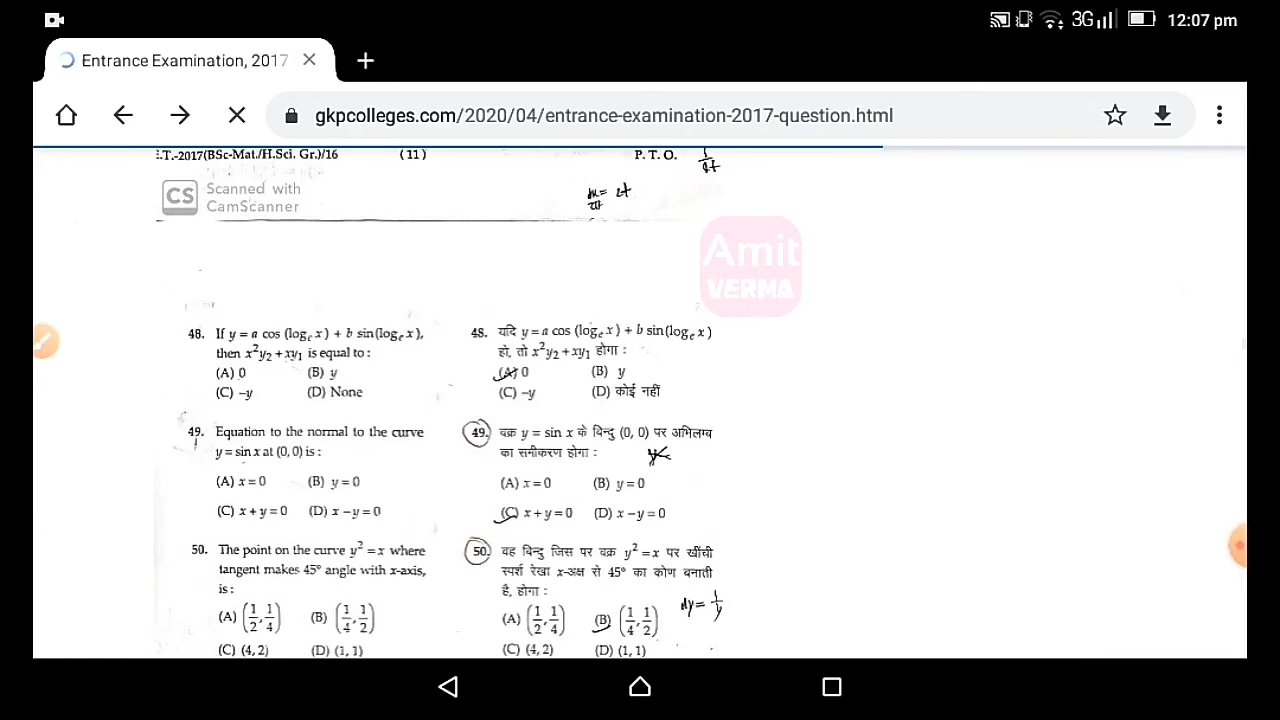 12:07 pm
3G
Entrance Examination, 2017
gkpcolleges.com/2020/04/entrance-examination-2017-question.html
E.T.-2017(BSc-Mat./H.Sci. Gr.)/16 (11) P. T. O.
CS Scanned with
CamScanner
Amit
VERMA
48. If y = a cos (logₑ x) + b sin(logₑ x),
then x²y₂ + xy₁ is equal to :
(A) 0 (B) y
(C) –y (D) None
49. Equation to the normal to the curve
y = sin x at (0, 0) is :
(A) x = 0 (B) y = 0
(C) x + y = 0 (D) x – y = 0
50. The point on the curve y² = x where
tangent makes 45° angle with x-axis,
is :
(A) (1/2, 1/4) (B) (1/4, 1/2)
(C) (4, 2) (D) (1, 1)
48. यदि y = a cos (logₑ x) + b sin(logₑ x)
हो, तो x²y₂ + xy₁ होगा :
(A) 0 (B) y
(C) –y (D) कोई नहीं
49. वक्र y = sin x के बिन्दु (0, 0) पर अभिलम्ब
का समीकरण होगा :
(A) x = 0 (B) y = 0
(C) x + y = 0 (D) x – y = 0
50. वह बिन्दु जिस पर वक्र y² = x पर खींची
स्पर्श रेखा x-अक्ष से 45° का कोण बनाती
है, होगा :
(A) (1/2, 1/4) (B) (1/4, 1/2)
dy = 1/y
(C) (4, 2) (D) (1, 1)